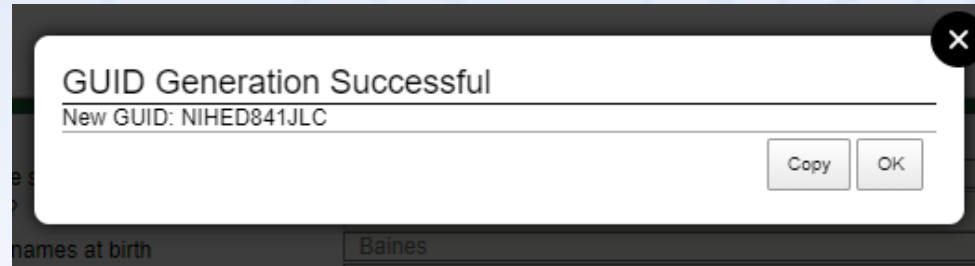 GUID Generation Successful
New GUID: NIHED841JLC
Copy OK
names at birth Baines